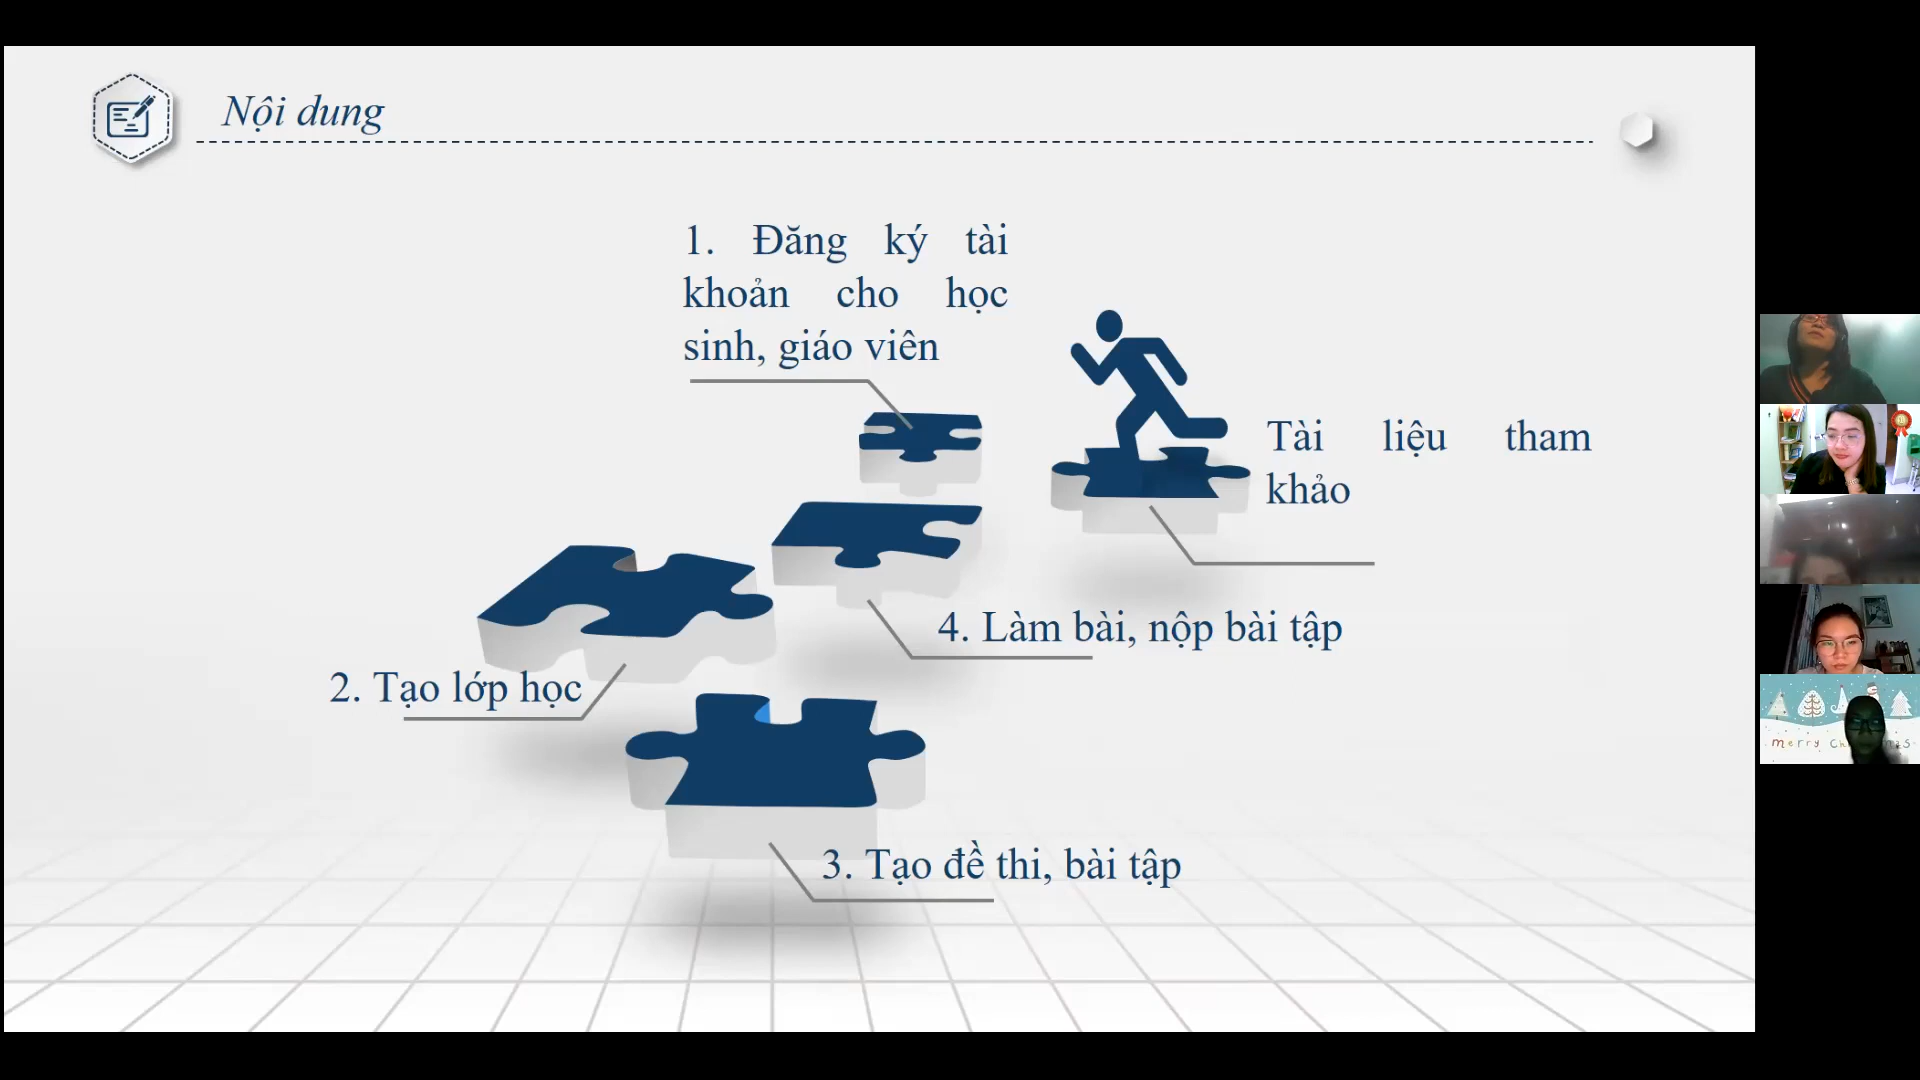 Nội dung
1. Đăng ký tài
khoản cho học
sinh, giáo viên
Tài liệu tham
khảo
4. Làm bài, nộp bài tập
2. Tạo lớp học
3. Tạo đề thi, bài tập
merry